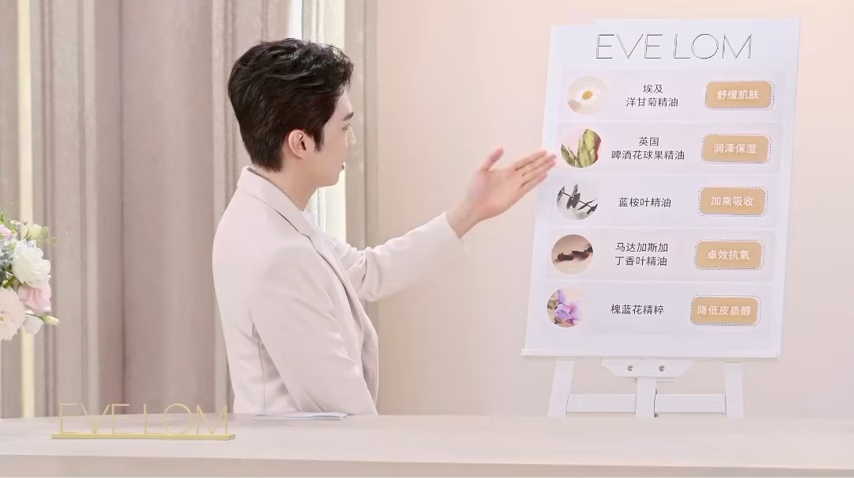 EVE LOM
埃及
洋甘菊精油
舒缓肌肤
英国
啤酒花球果精油
润泽保湿
蓝桉叶精油
加乘吸收
马达加斯加
丁香叶精油
卓效抗氧
槐蓝花精粹
降低皮质醇
EVE LOM